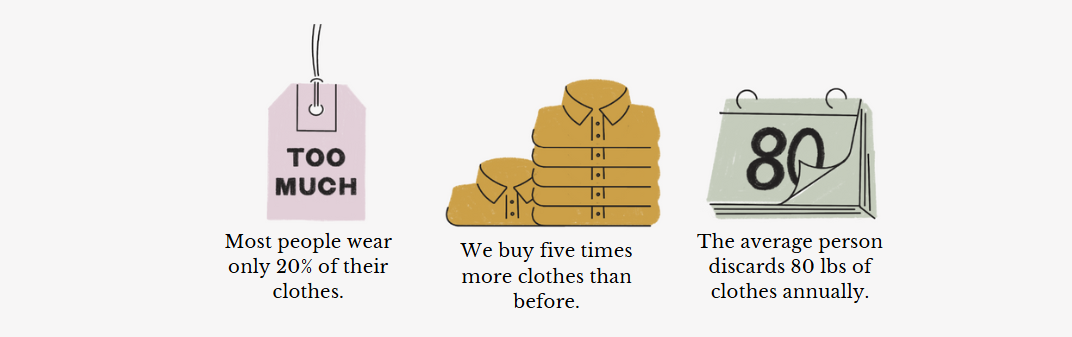 TOO
MUCH
Most people wear
only 20% of their
clothes.
We buy five times
more clothes than
before.
80
The average person
discards 80 lbs of
clothes annually.